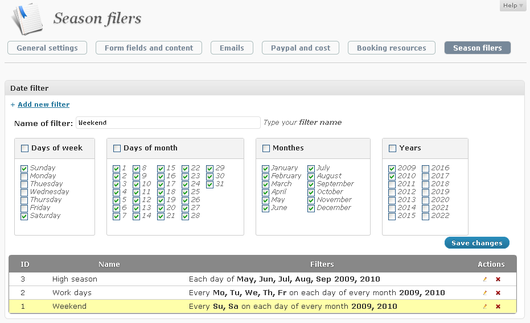 Help
Season filers
General settings
Form fields and content
Emails
Paypal and cost
Booking resources
Season filers
Date filter
+ Add new filter
Name of filter: Weekend Type your filter name
Days of week
Sunday
Monday
Thuesday
Wednesday
Thursday
Friday
Saturday
Days of month
1 8 15 22 29
2 9 16 23 30
3 10 17 24 31
4 11 18 25
5 12 19 26
6 13 20 27
7 14 21 28
Monthes
January July
February August
March September
April October
May November
June December
Years
2009 2016
2010 2017
2011 2018
2012 2019
2013 2020
2014 2021
2015 2022
Save changes
ID Name Filters Actions
3 High season Each day of May, Jun, Jul, Aug, Sep 2009, 2010
2 Work days Every Mo, Tu, We, Th, Fr on each day of every month 2009, 2010
1 Weekend Every Su, Sa on each day of every month 2009, 2010